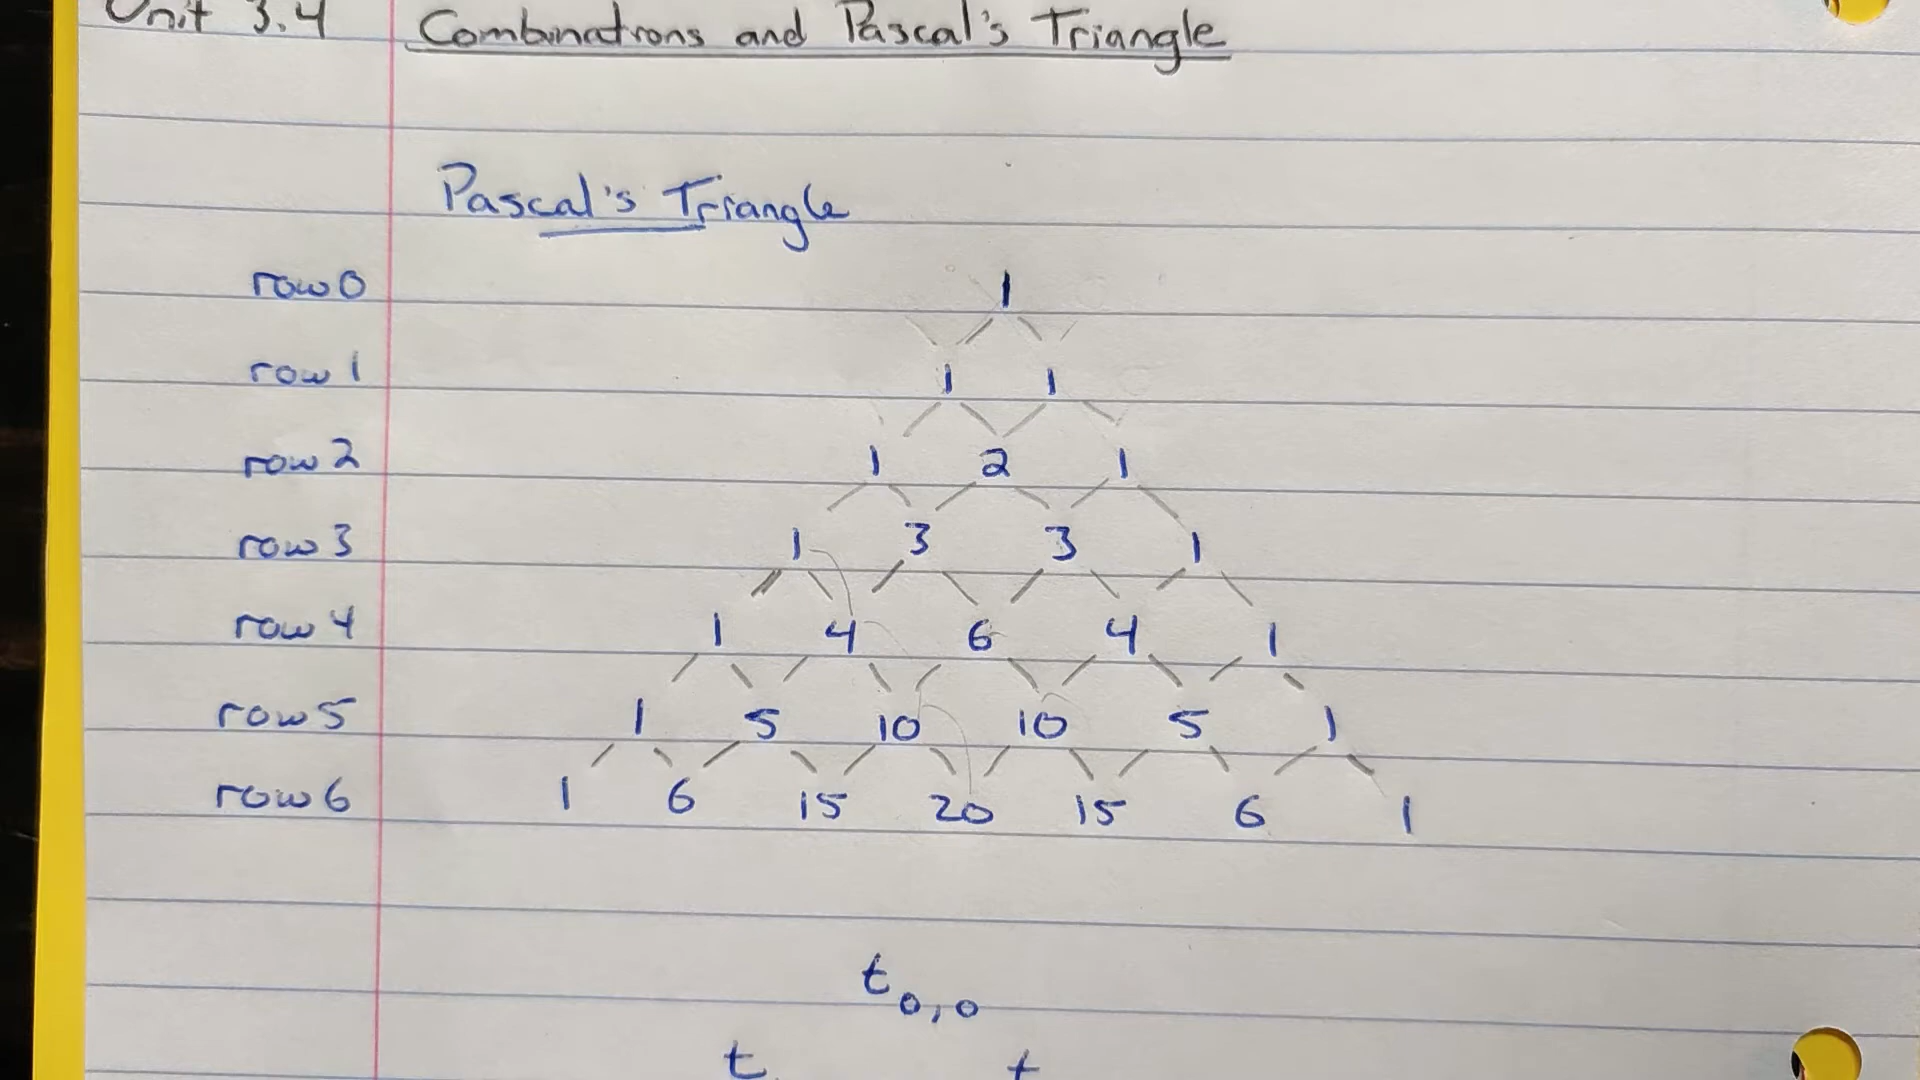 Unit 3.4 Combinations and Pascal's Triangle
Pascal's Triangle
row 0 1
row 1 1 1
row 2 1 2 1
row 3 1 3 3 1
row 4 1 4 6 4 1
row 5 1 5 10 10 5 1
row 6 1 6 15 20 15 6 1
t0,0
t t